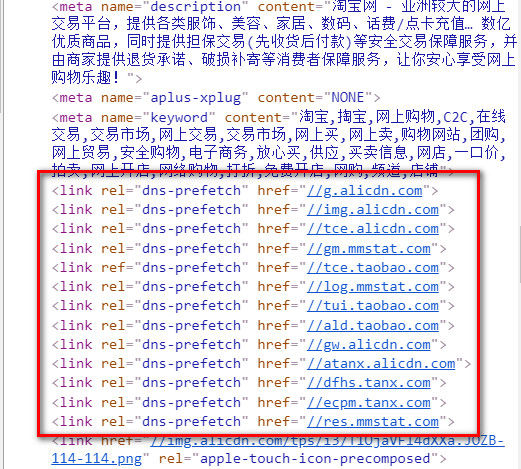 <meta name="description" content="淘宝网 - 亚洲较大的网上
交易平台，提供各类服饰、美容、家居、数码、话费/点卡充值… 数亿
优质商品，同时提供担保交易(先收货后付款)等安全交易保障服务，并
由商家提供退货承诺、破损补寄等消费者保障服务，让你安心享受网上
购物乐趣！">
<meta name="aplus-xplug" content="NONE">
<meta name="keyword" content="淘宝,掏宝,网上购物,C2C,在线
交易,交易市场,网上交易,交易市场,网上买,网上卖,购物网站,团购,
网上贸易,安全购物,电子商务,放心买,供应,买卖信息,网店,一口价,
拍卖,网上开店,网络购物,打折,免费开店,网购,频道,店铺">
<link rel="dns-prefetch" href="//g.alicdn.com">
<link rel="dns-prefetch" href="//img.alicdn.com">
<link rel="dns-prefetch" href="//tce.alicdn.com">
<link rel="dns-prefetch" href="//gm.mmstat.com">
<link ref="dns-prefetch" href="//tce.taobao.com">
<link rel="dns-prefetch" href="//log.mmstat.com">
<link rel="dns-prefetch" href="//tui.taobao.com">
<link rel="dns-prefetch" href="//ald.taobao.com">
<link rel="dns-prefetch" href="//gw.alicdn.com">
<link rel="dns-prefetch" href="//atanx.alicdn.com">
<link rel="dns-prefetch" href="//dfhs.tanx.com">
<link rel="dns-prefetch" href="//ecpm.tanx.com">
<link rel="dns-prefetch" href="//res.mmstat.com">
<link href="//img.alicdn.com/tps/i3/T1OjaVFl4dXXa.JOZB-
114-114.png" rel="apple-touch-icon-precomposed">